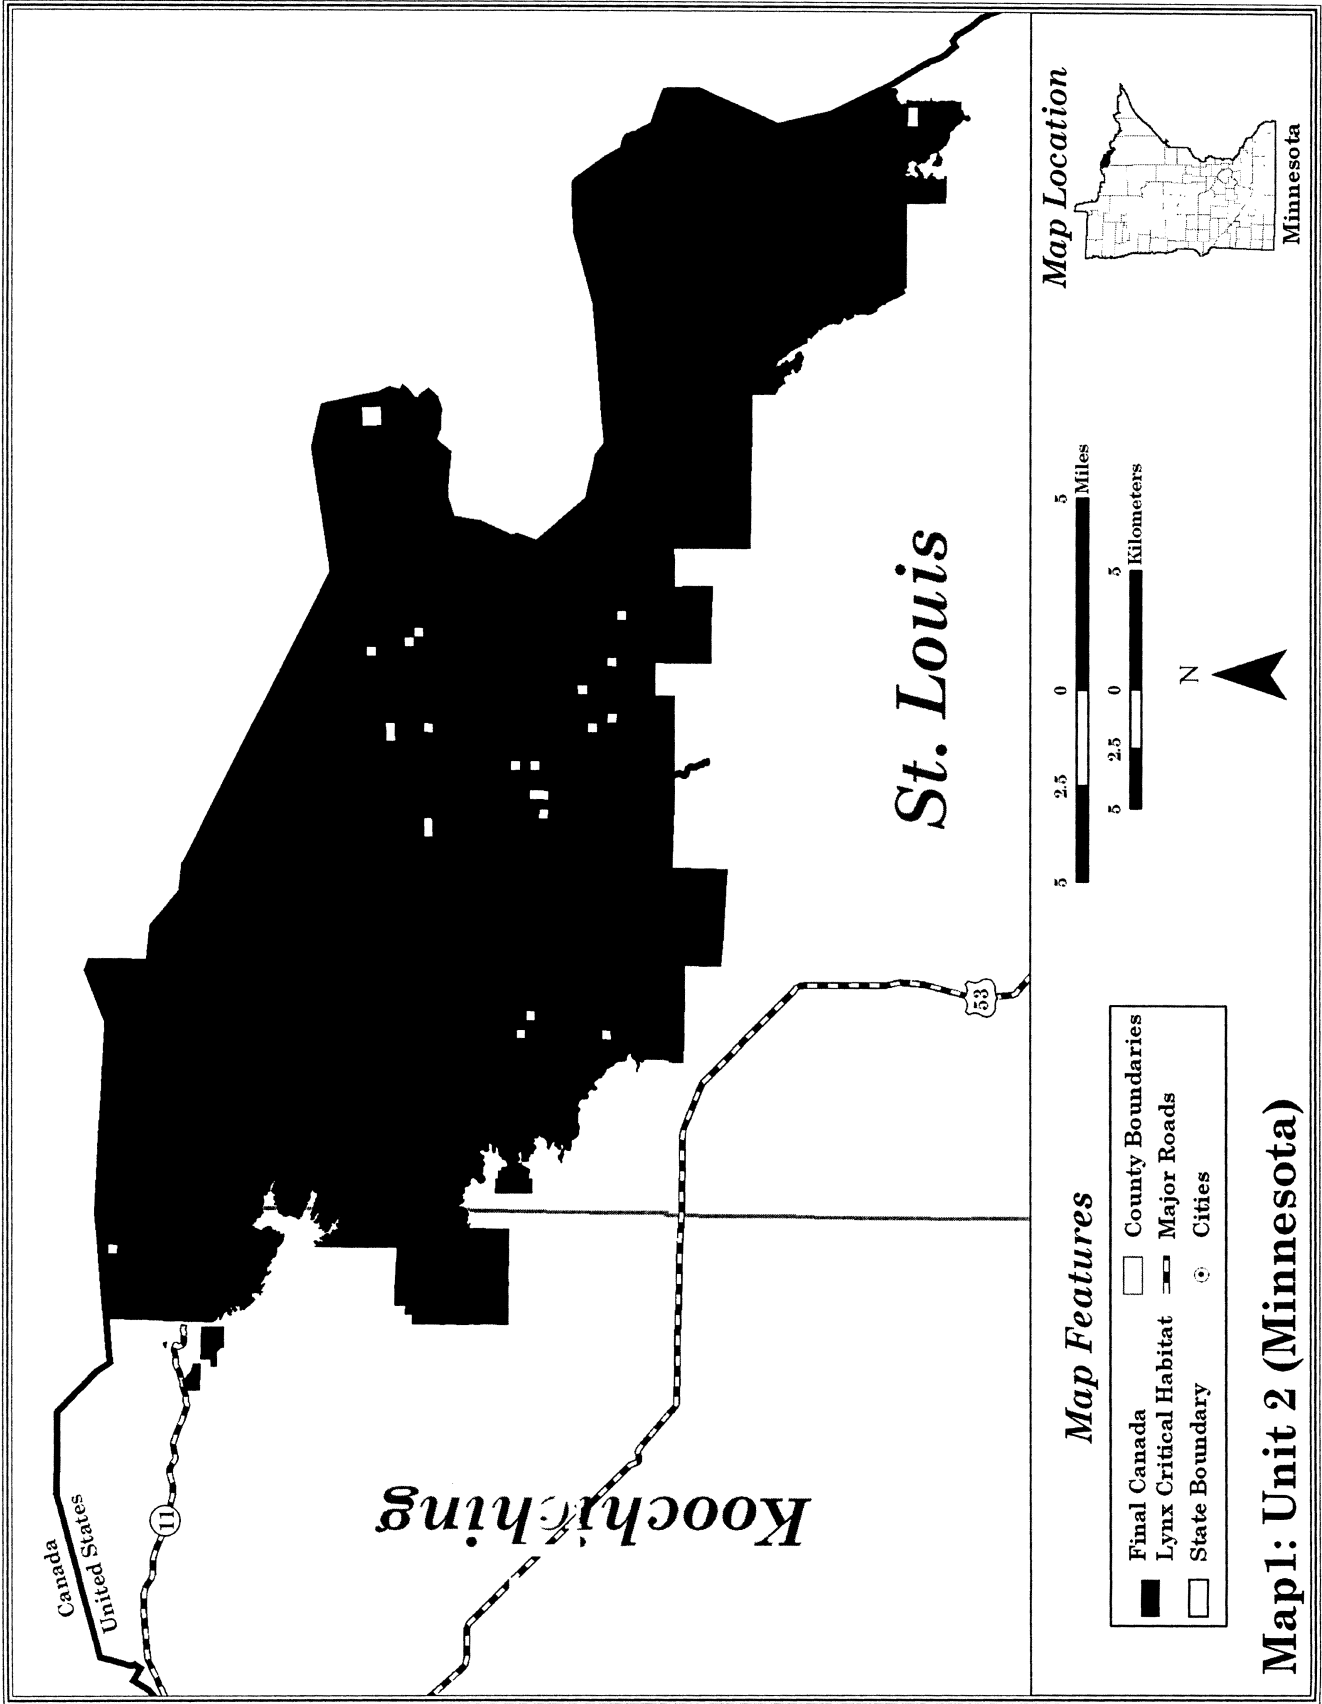 Canada
United States
11
Koochiching
St. Louis
53
Map Features
Final Canada
Lynx Critical Habitat
State Boundary
County Boundaries
Major Roads
Cities
5 2.5 0 5
Miles
5 2.5 0 5
Kilometers
N
Map Location
Minnesota
Map1: Unit 2 (Minnesota)